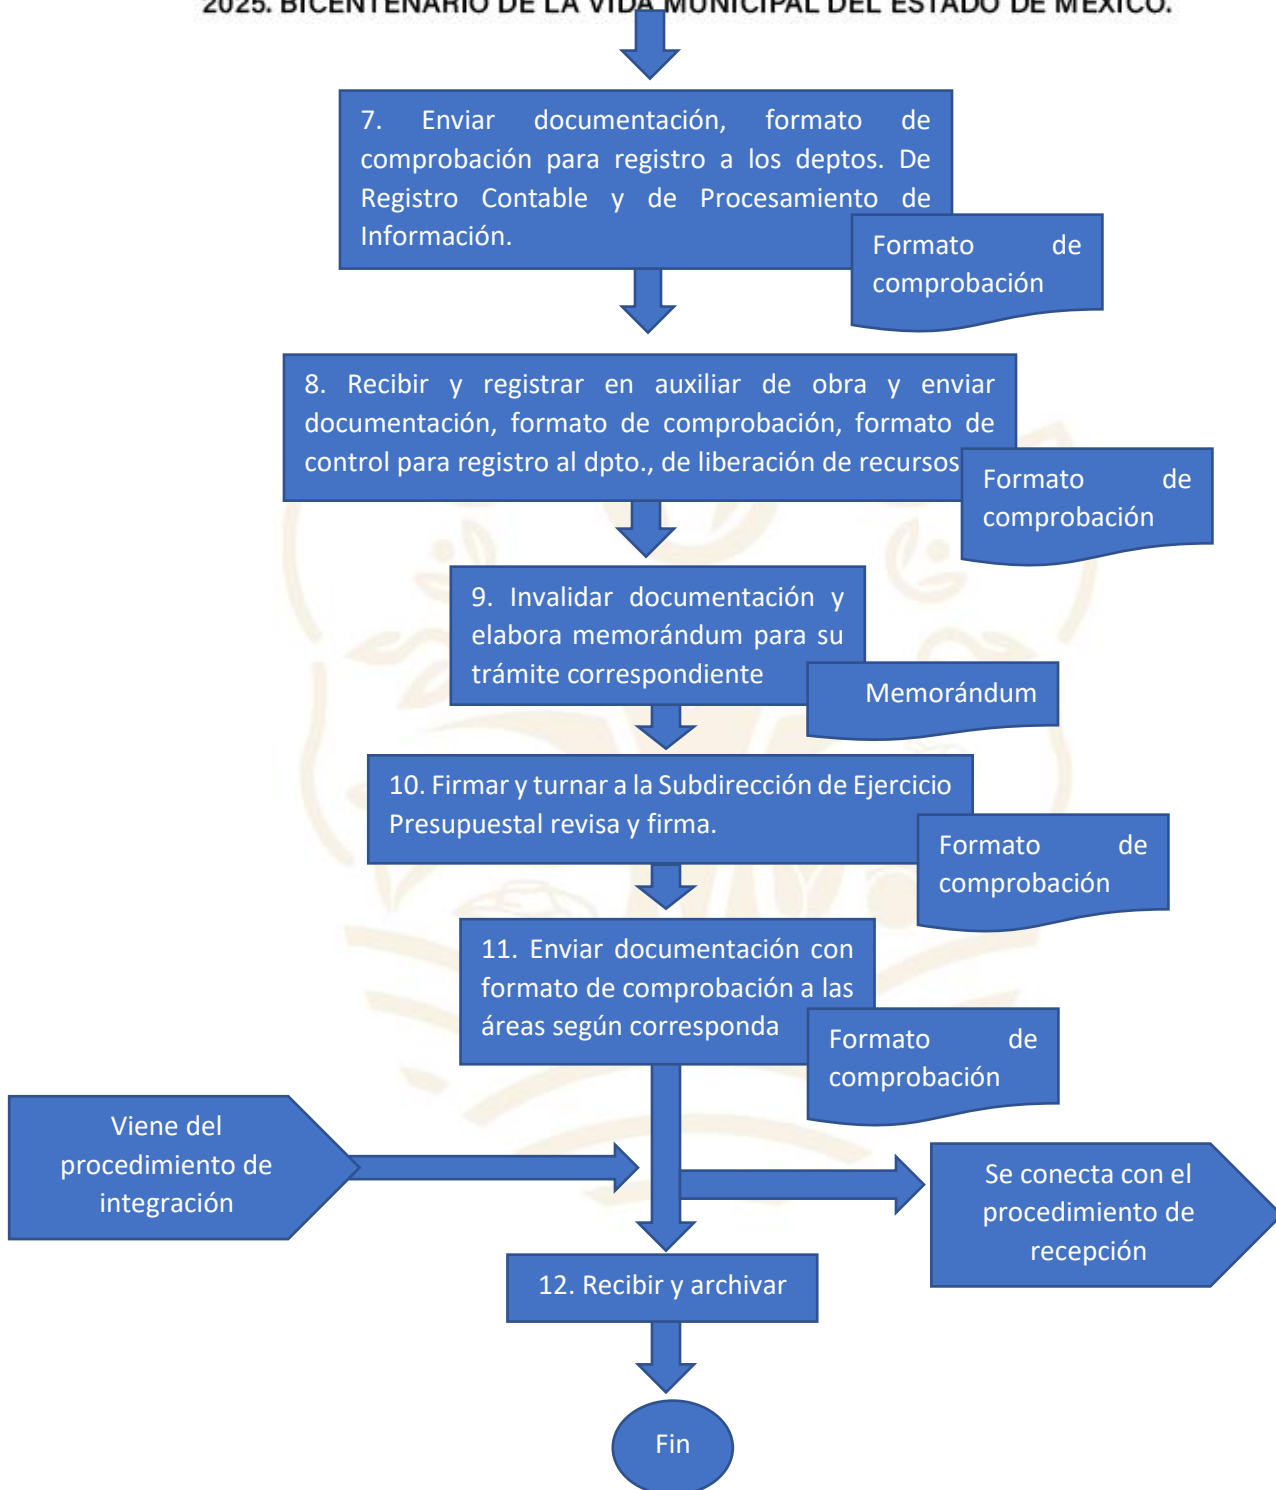 2025. BICENTENARIO DE LA VIDA MUNICIPAL DEL ESTADO DE MÉXICO.
7. Enviar documentación, formato de
comprobación para registro a los deptos. De
Registro Contable y de Procesamiento de
Información.
Formato de
comprobación
8. Recibir y registrar en auxiliar de obra y enviar
documentación, formato de comprobación, formato de
control para registro al dpto., de liberación de recursos
Formato de
comprobación
9. Invalidar documentación y
elabora memorándum para su
trámite correspondiente
Memorándum
10. Firmar y turnar a la Subdirección de Ejercicio
Presupuestal revisa y firma.
Formato de
comprobación
11. Enviar documentación con
formato de comprobación a las
áreas según corresponda
Formato de
comprobación
Viene del
procedimiento de
integración
Se conecta con el
procedimiento de
recepción
12. Recibir y archivar
Fin